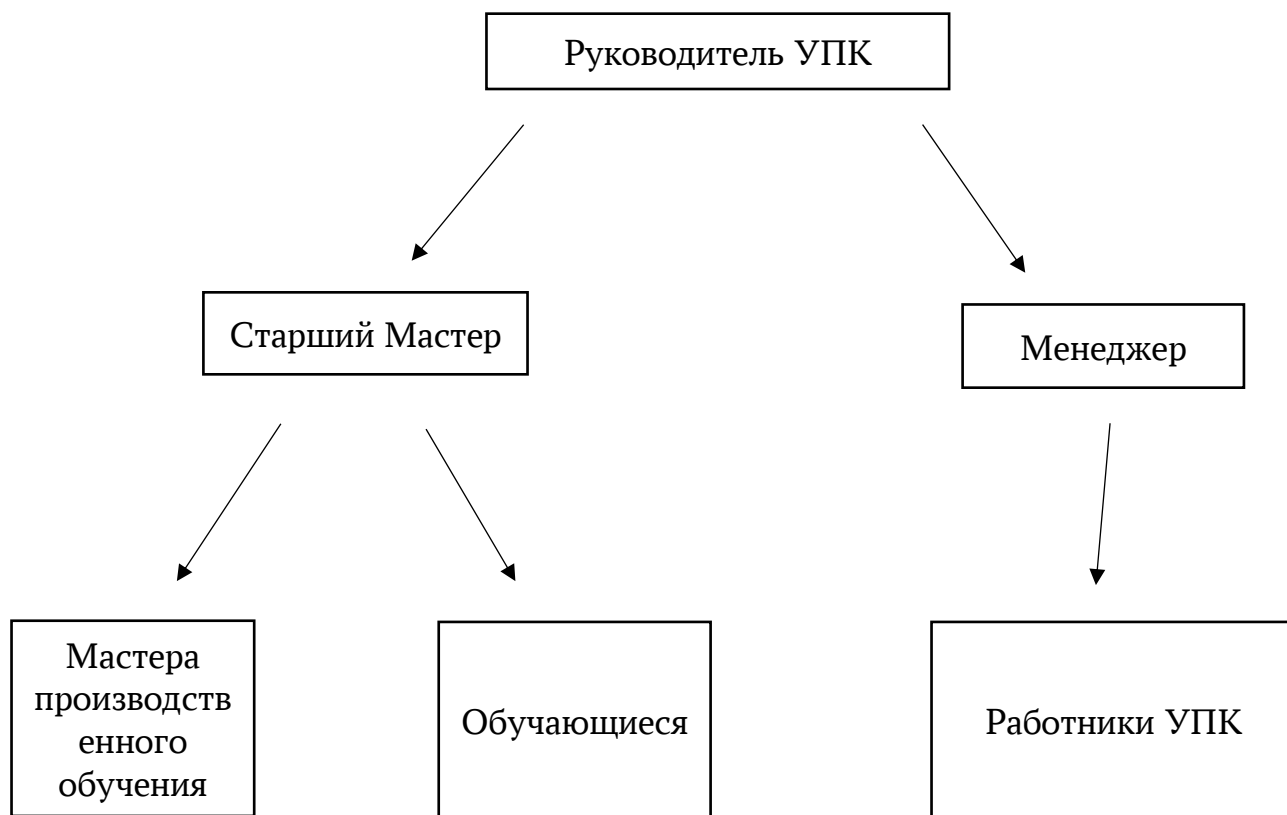 Руководитель УПК
Старший Мастер
Менеджер
Мастера
производств
енного
обучения
Обучающиеся
Работники УПК